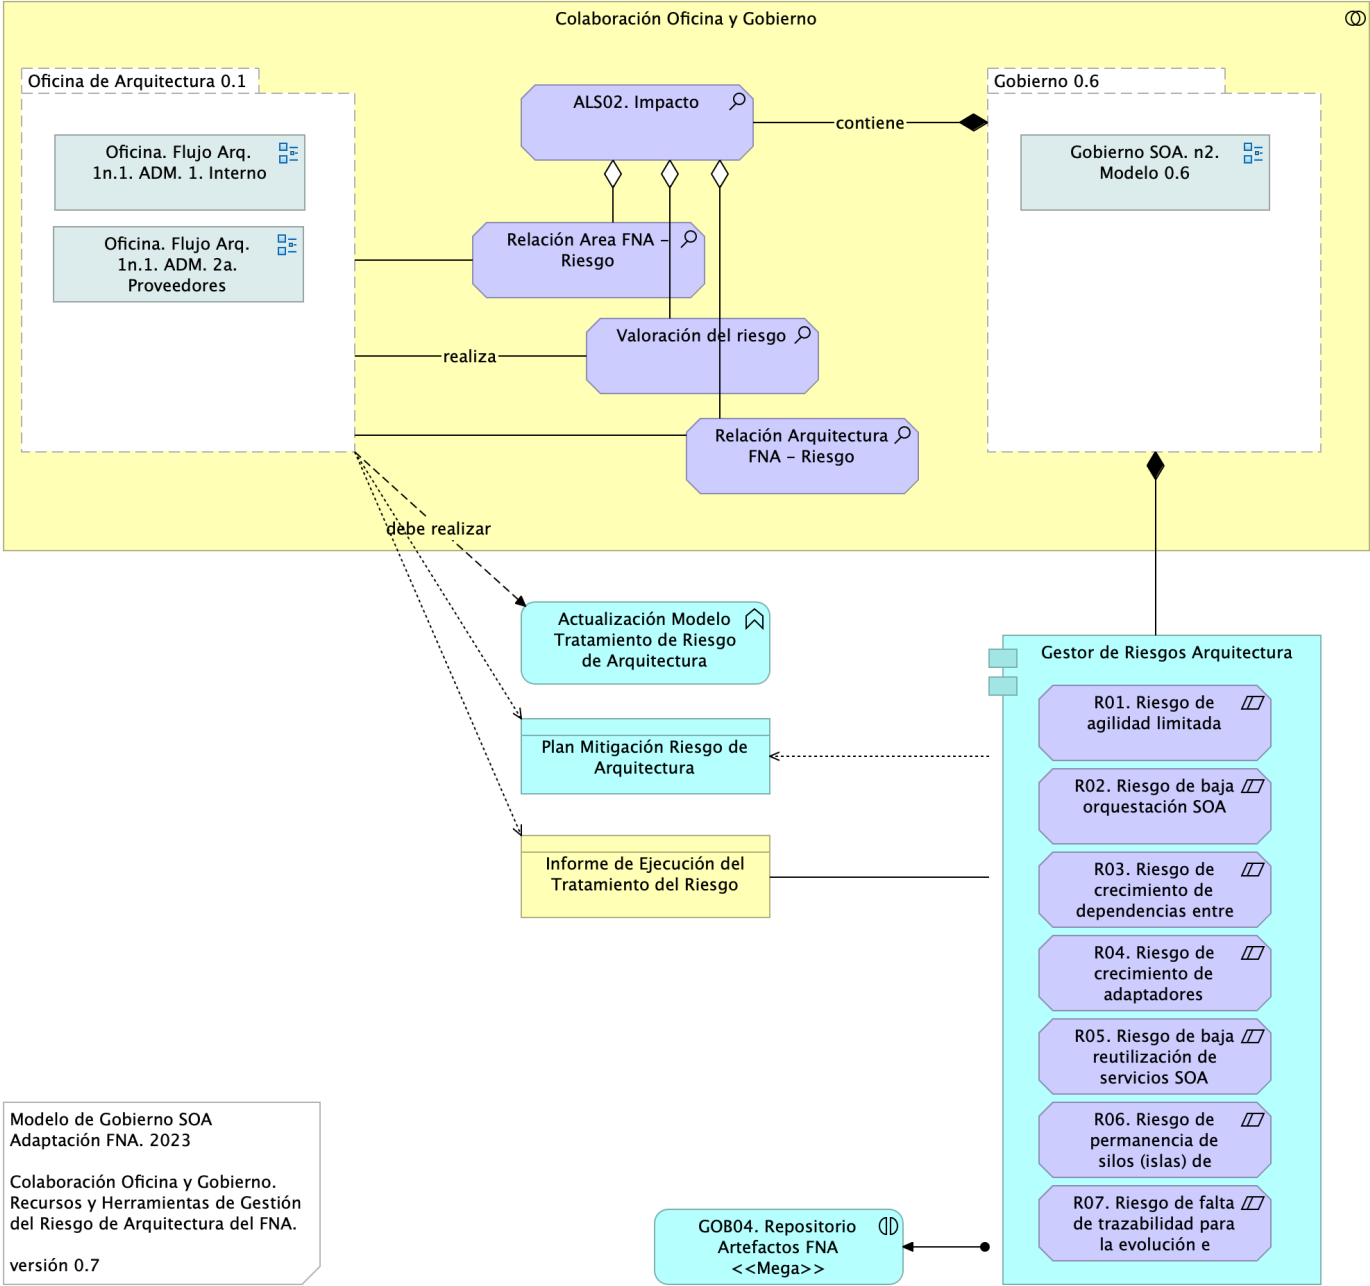 Colaboración Oficina y Gobierno
Oficina de Arquitectura 0.1
Oficina. Flujo Arq.
1n.1. ADM. 1. Interno
Oficina. Flujo Arq.
1n.1. ADM. 2a.
Proveedores
ALS02. Impacto
contiene
Gobierno 0.6
Gobierno SOA. n2.
Modelo 0.6
Relación Area FNA –
Riesgo
Valoración del riesgo
realiza
Relación Arquitectura
FNA – Riesgo
debe realizar
Actualización Modelo
Tratamiento de Riesgo
de Arquitectura
Plan Mitigación Riesgo de
Arquitectura
Informe de Ejecución del
Tratamiento del Riesgo
Gestor de Riesgos Arquitectura
R01. Riesgo de
agilidad limitada
R02. Riesgo de baja
orquestación SOA
R03. Riesgo de
crecimiento de
dependencias entre
R04. Riesgo de
crecimiento de
adaptadores
R05. Riesgo de baja
reutilización de
servicios SOA
R06. Riesgo de
permanencia de
silos (islas) de
R07. Riesgo de falta
de trazabilidad para
la evolución e
GOB04. Repositorio
Artefactos FNA
<<Mega>>
Modelo de Gobierno SOA
Adaptación FNA. 2023
Colaboración Oficina y Gobierno.
Recursos y Herramientas de Gestión
del Riesgo de Arquitectura del FNA.
versión 0.7